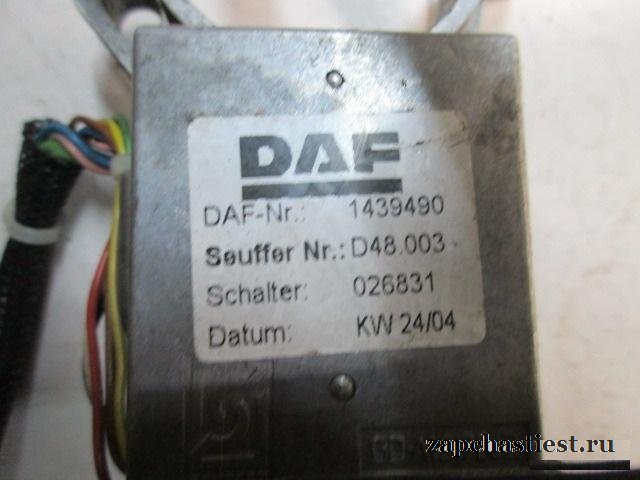 DAF
DAF-Nr.: 1439490
Seuffer Nr.: D48.003
Schalter: 026831
Datum: KW 24/04
zapchastiest.ru